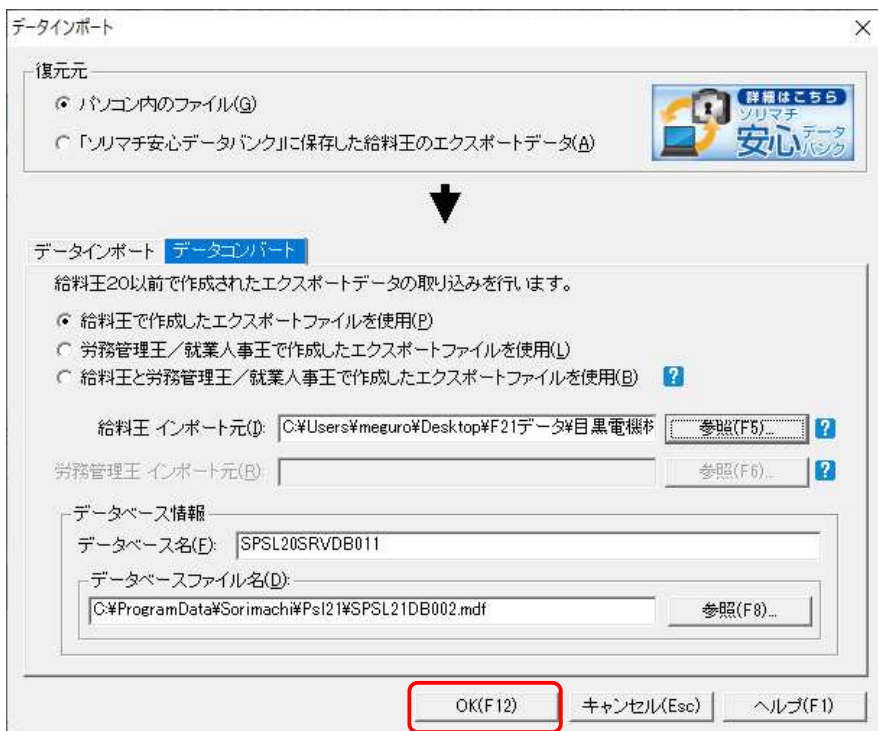 データインポート
復元元
パソコン内のファイル(G)
「ソリマチ安心データバンク」に保存した給料王のエクスポートデータ(A)
詳細はこちら
ソリマチ
安心データバンク
データインポート データコンバート
給料王20以前で作成されたエクスポートデータの取り込みを行います。
給料王で作成したエクスポートファイルを使用(P)
労務管理王／就業人事王で作成したエクスポートファイルを使用(L)
給料王と労務管理王／就業人事王で作成したエクスポートファイルを使用(B) ?
給料王 インポート元(I): C:¥Users¥meguro¥Desktop¥F21データ¥目黒電機 参照(F5)... ?
労務管理王 インポート元(R): 参照(F6)... ?
データベース情報
データベース名(E): SPSL20SRVDB011
データベースファイル名(D):
C:¥ProgramData¥Sorimachi¥Psl21¥SPSL21DB002.mdf 参照(F8)...
OK(F12) キャンセル(Esc) ヘルプ(F1)